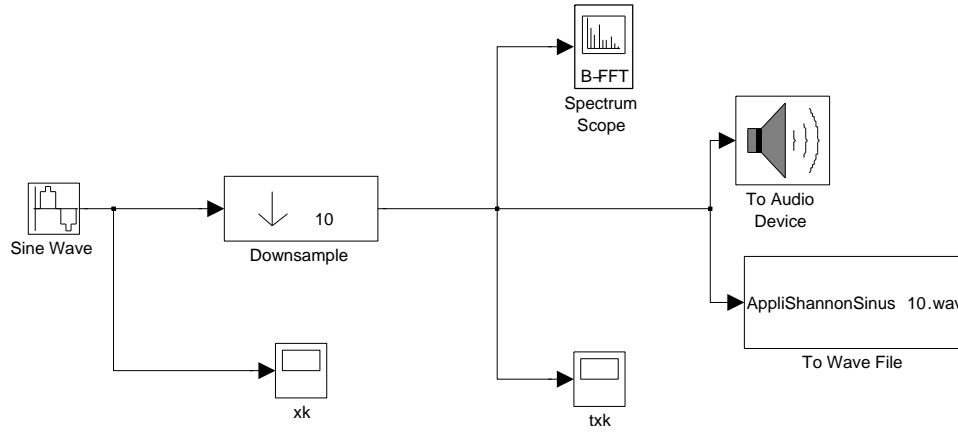 B-FFT
Spectrum
Scope
To Audio
Device
Sine Wave
10
Downsample
AppliShannonSinus 10.wav
To Wave File
xk
txk